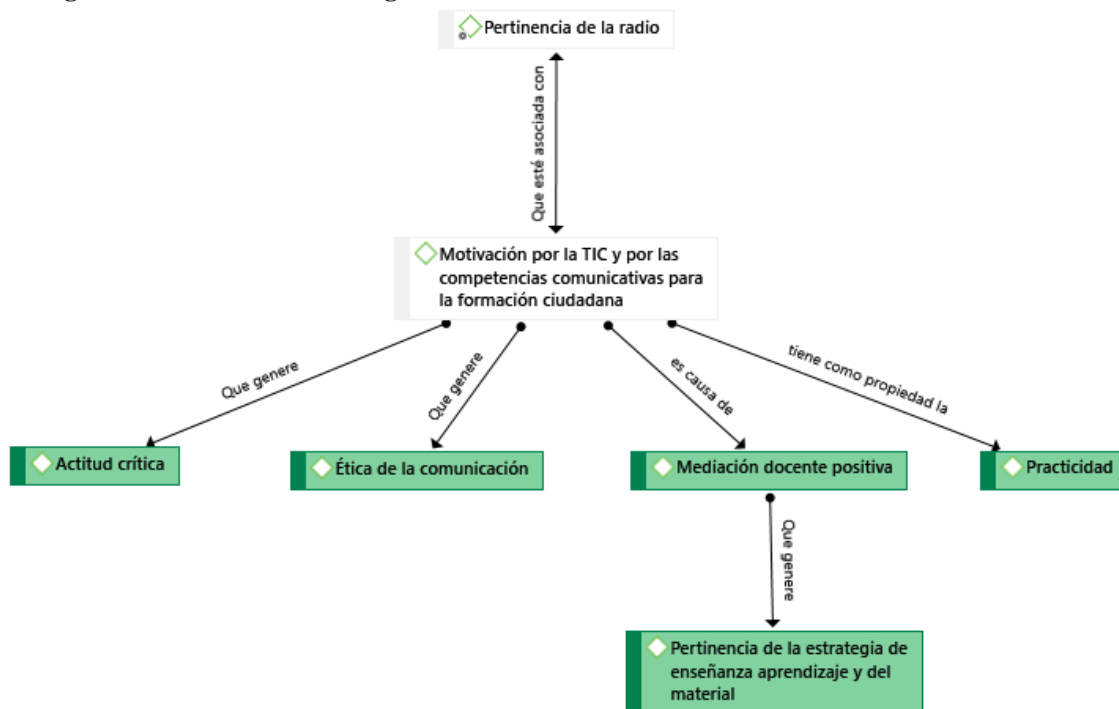 Pertinencia de la radio
Que esté asociada con
Motivación por la TIC y por las
competencias comunicativas para
la formación ciudadana
Que genere
Que genere
es causa de
tiene como propiedad la
Actitud crítica
Ética de la comunicación
Mediación docente positiva
Practicidad
Que genere
Pertinencia de la estrategia de
enseñanza aprendizaje y del
material